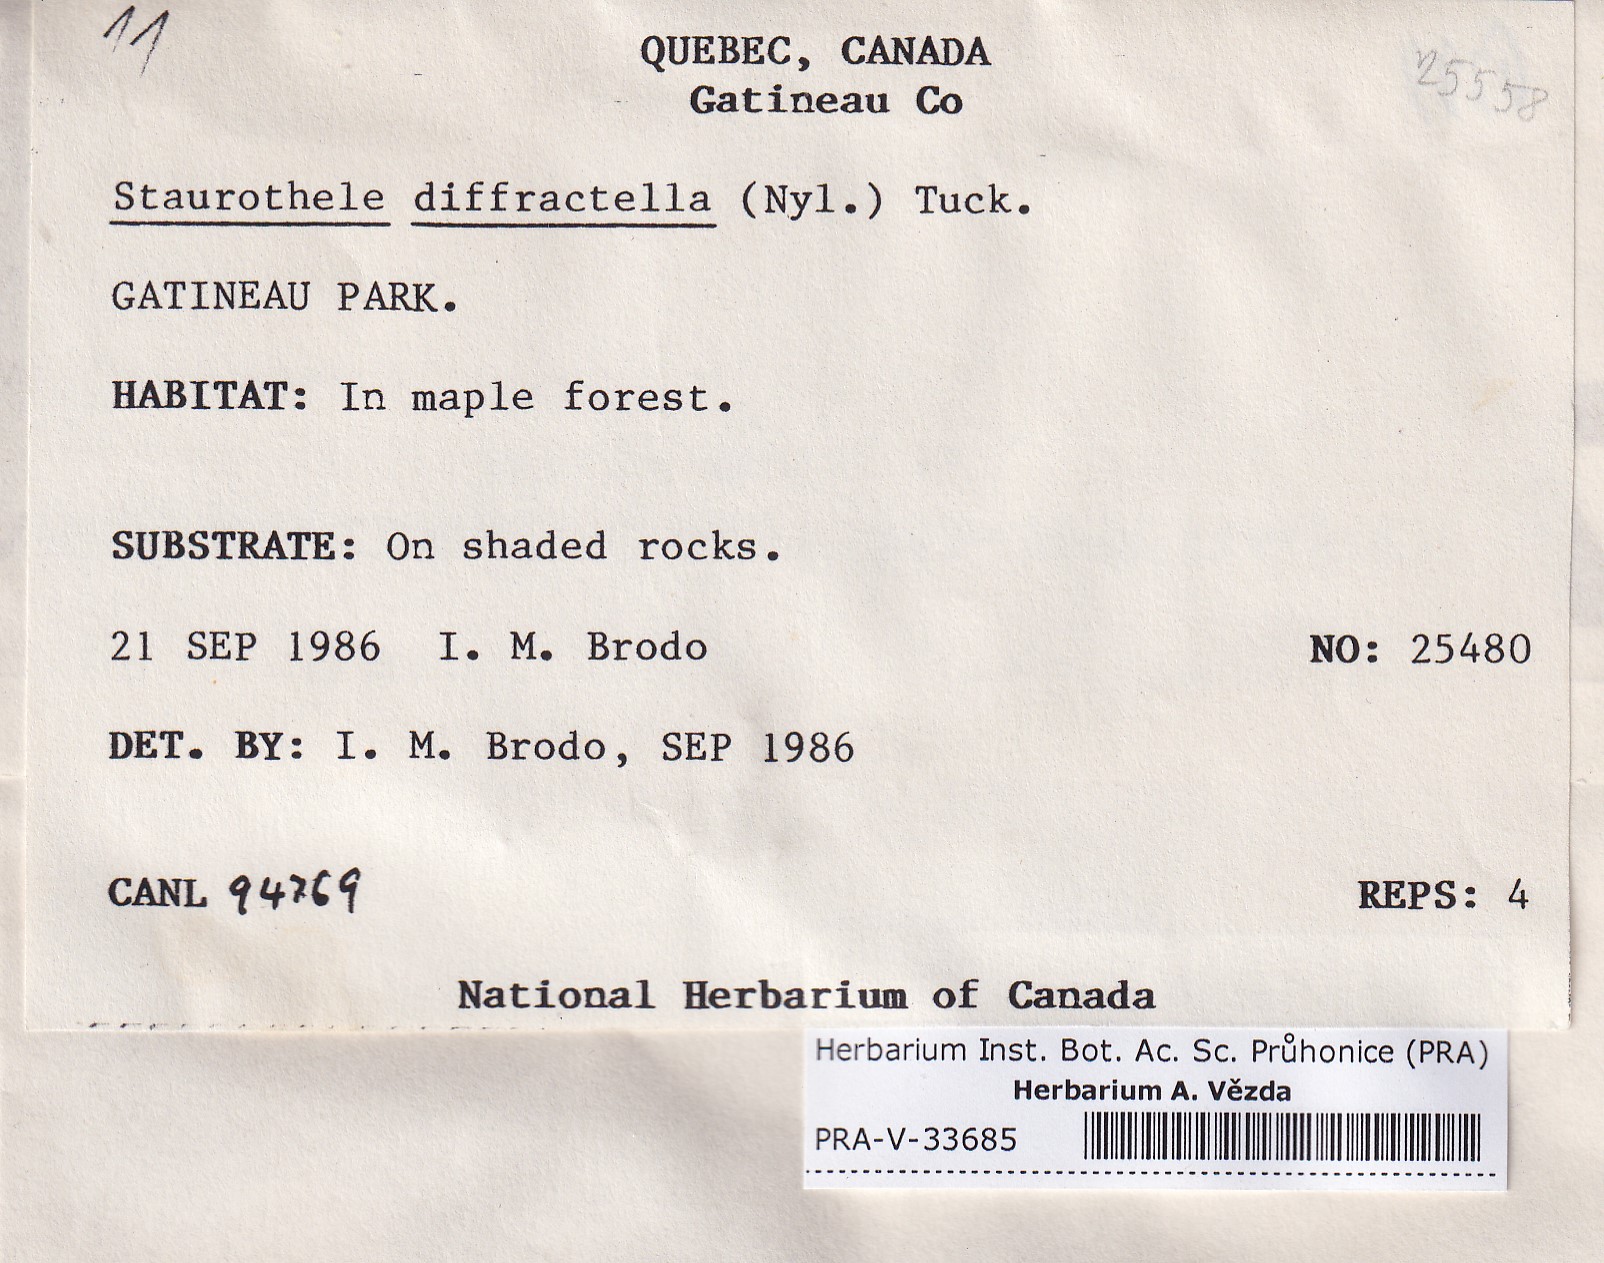 11
QUEBEC, CANADA
25558
Gatineau Co
Staurothele diffractella (Nyl.) Tuck.
GATINEAU PARK.
HABITAT: In maple forest.
SUBSTRATE: On shaded rocks.
21 SEP 1986 I. M. Brodo NO: 25480
DET. BY: I. M. Brodo, SEP 1986
CANL 94769 REPS: 4
National Herbarium of Canada
Herbarium Inst. Bot. Ac. Sc. Průhonice (PRA)
Herbarium A. Vězda
PRA-V-33685